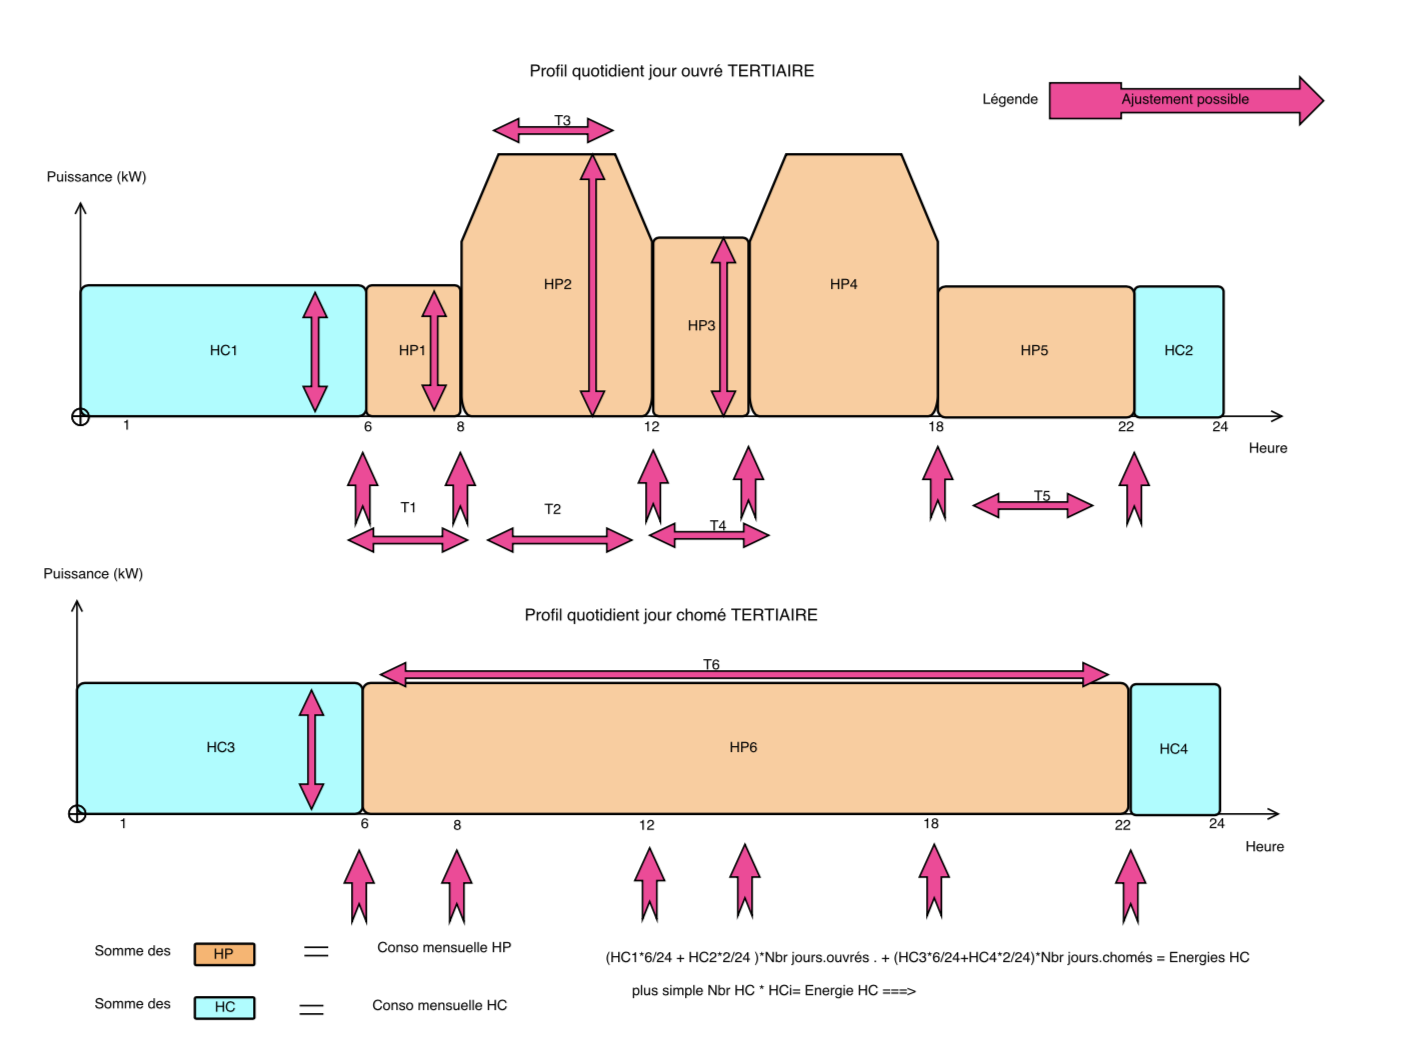 Profil quotidient jour ouvré TERTIAIRE
Légende
Ajustement possible
T3
Puissance (kW)
HC1
HP1
HP2
HP3
HP4
HP5
HC2
1
6
8
12
18
22
24
Heure
T1
T2
T4
T5
Puissance (kW)
Profil quotidient jour chomé TERTIAIRE
T6
HC3
HP6
HC4
1
6
8
12
18
22
24
Heure
Somme des HP = Conso mensuelle HP
(HC1*6/24 + HC2*2/24 )*Nbr jours.ouvrés . + (HC3*6/24+HC4*2/24)*Nbr jours.chomés = Energies HC
plus simple Nbr HC * HCi= Energie HC ===>
Somme des HC = Conso mensuelle HC